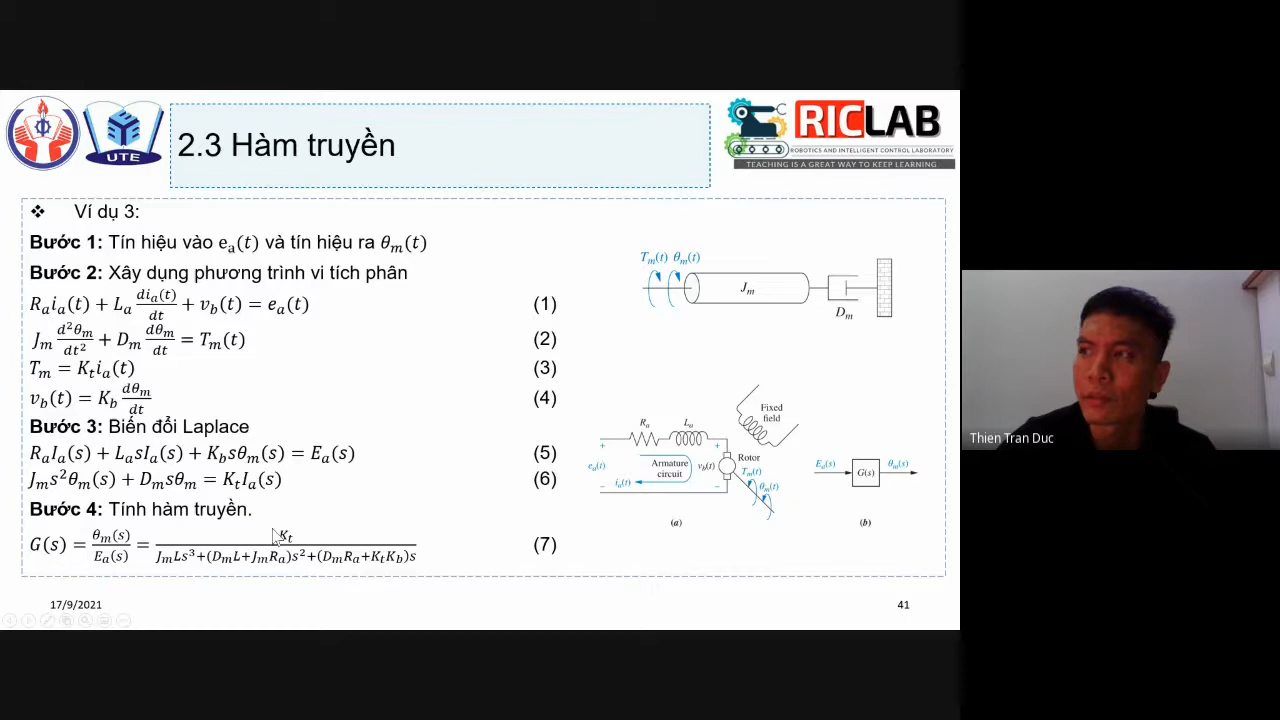 UTE
2.3 Hàm truyền
RICLAB
ROBOTICS AND INTELLIGENT CONTROL LABORATORY
TEACHING IS A GREAT WAY TO KEEP LEARNING
❖ Ví dụ 3:
Bước 1: Tín hiệu vào e_a(t) và tín hiệu ra θ_m(t)
Bước 2: Xây dựng phương trình vi tích phân
R_a i_a(t) + L_a di_a(t)/dt + v_b(t) = e_a(t) (1)
J_m d²θ_m/dt² + D_m dθ_m/dt = T_m(t) (2)
T_m = K_t i_a(t) (3)
v_b(t) = K_b dθ_m/dt (4)
Bước 3: Biến đổi Laplace
R_a I_a(s) + L_a sI_a(s) + K_b sθ_m(s) = E_a(s) (5)
J_m s²θ_m(s) + D_m sθ_m = K_t I_a(s) (6)
Bước 4: Tính hàm truyền.
G(s) = θ_m(s)/E_a(s) = K_t/(J_m Ls³+(D_m L+J_m R_a)s²+(D_m R_a+K_t K_b)s) (7)
T_m(t) θ_m(t)
J_m
D_m
Fixed
field
R_a L_a
+ +
Rotor
e_a(t) Armature v_b(t) T_m(t)
circuit
i_a(t) θ_m(t)
− −
(a)
E_a(s) G(s) θ_m(s)
(b)
17/9/2021
41
Thien Tran Duc